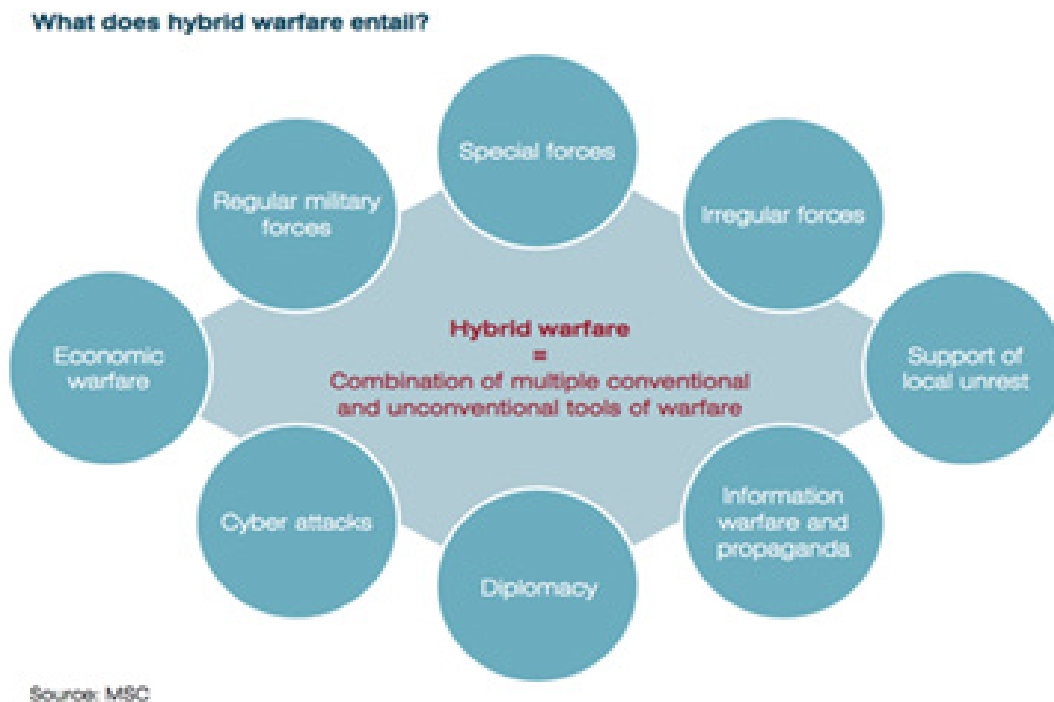 What does hybrid warfare entail?
Special forces
Regular military
forces
Irregular forces
Economic
warfare
Hybrid warfare
=
Combination of multiple conventional
and unconventional tools of warfare
Support of
local unrest
Cyber attacks
Information
warfare and
propaganda
Diplomacy
Source: MSC